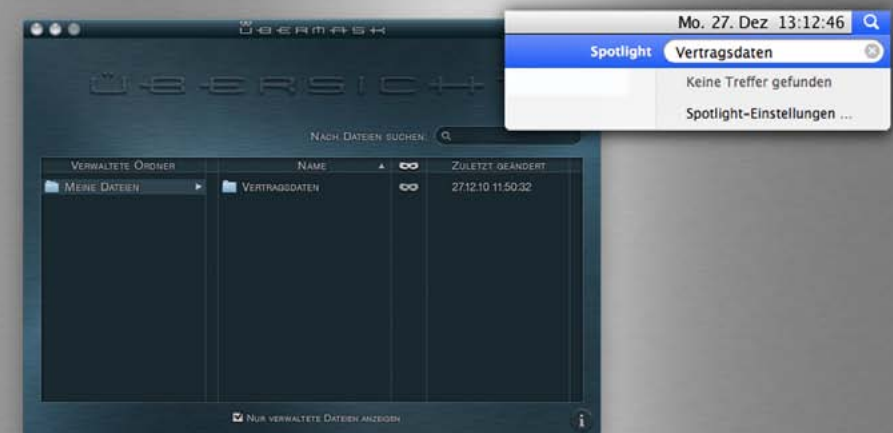 ÜBERMASK
Mo. 27. Dez 13:12:46
Spotlight Vertragsdaten
Keine Treffer gefunden
Spotlight-Einstellungen ...
ÜBERSICHT
NACH DATEIEN SUCHEN:
VERWALTETE ORDNER NAME ZULETZT GEÄNDERT
MEINE DATEIEN VERTRAGSDATEN 27.12.10 11:50:32
NUR VERWALTETE DATEIEN ANZEIGEN
i